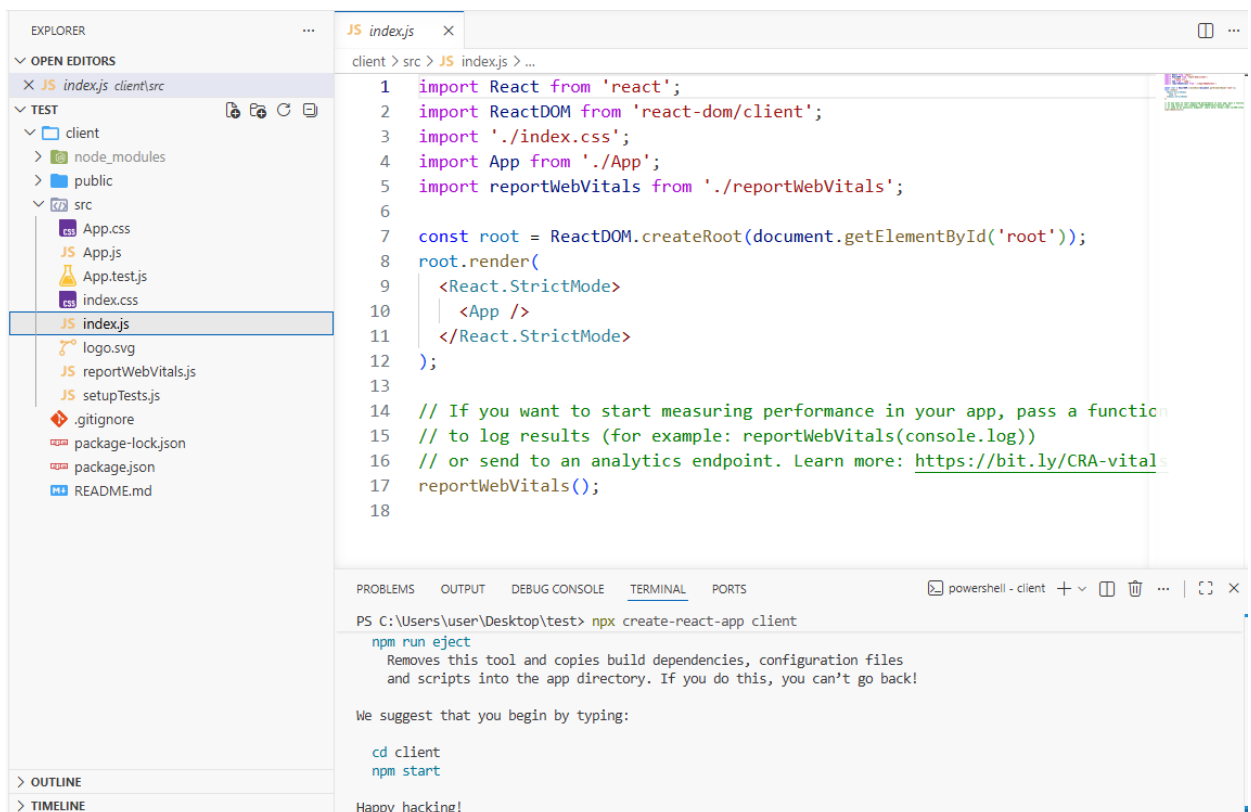 EXPLORER
OPEN EDITORS
JS index.js client\src
TEST
client
node_modules
public
src
App.css
JS App.js
App.test.js
index.css
JS index.js
logo.svg
JS reportWebVitals.js
JS setupTests.js
.gitignore
package-lock.json
package.json
README.md
OUTLINE
TIMELINE
JS index.js
client > src > JS index.js > ...
1 import React from 'react';
2 import ReactDOM from 'react-dom/client';
3 import './index.css';
4 import App from './App';
5 import reportWebVitals from './reportWebVitals';
6
7 const root = ReactDOM.createRoot(document.getElementById('root'));
8 root.render(
9 <React.StrictMode>
10 <App />
11 </React.StrictMode>
12 );
13
14 // If you want to start measuring performance in your app, pass a function
15 // to log results (for example: reportWebVitals(console.log))
16 // or send to an analytics endpoint. Learn more: https://bit.ly/CRA-vitals
17 reportWebVitals();
18
PROBLEMS OUTPUT DEBUG CONSOLE TERMINAL PORTS powershell - client
PS C:\Users\user\Desktop\test> npx create-react-app client
npm run eject
Removes this tool and copies build dependencies, configuration files
and scripts into the app directory. If you do this, you can’t go back!
We suggest that you begin by typing:
cd client
npm start
Happy hacking!